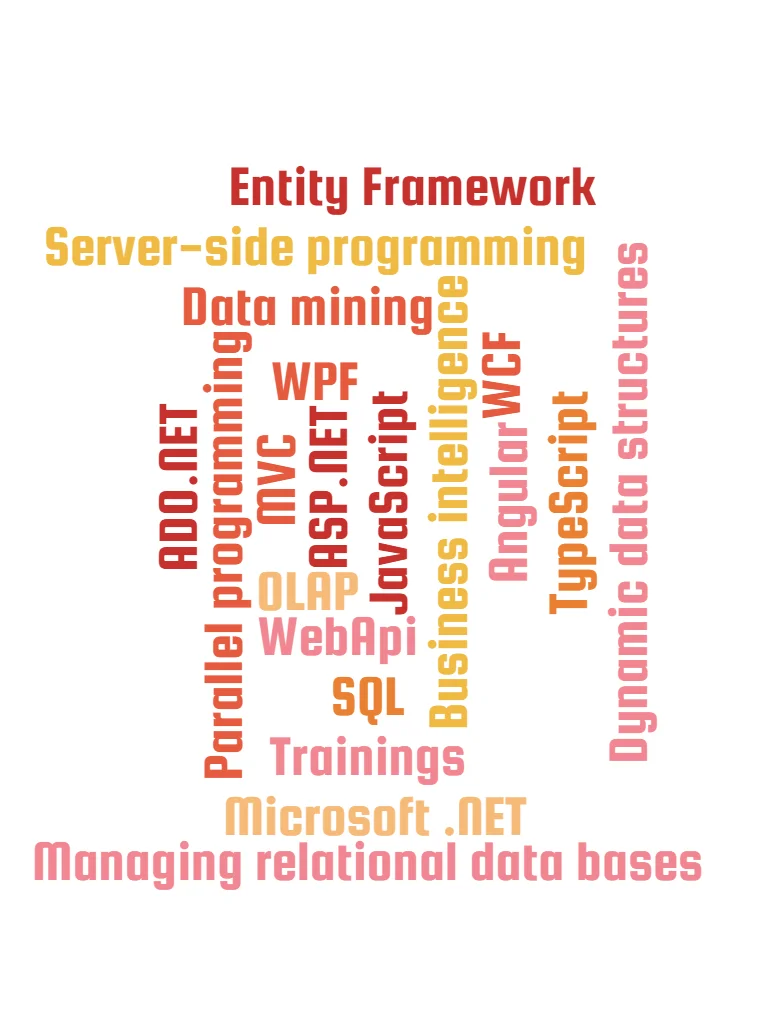 Entity Framework
Server-side programming
Data mining
WPF
ADO.NET
Parallel programming
MVC
ASP.NET
JavaScript
Business intelligence
WCF
Angular
TypeScript
Dynamic data structures
OLAP
WebApi
SQL
Trainings
Microsoft .NET
Managing relational data bases